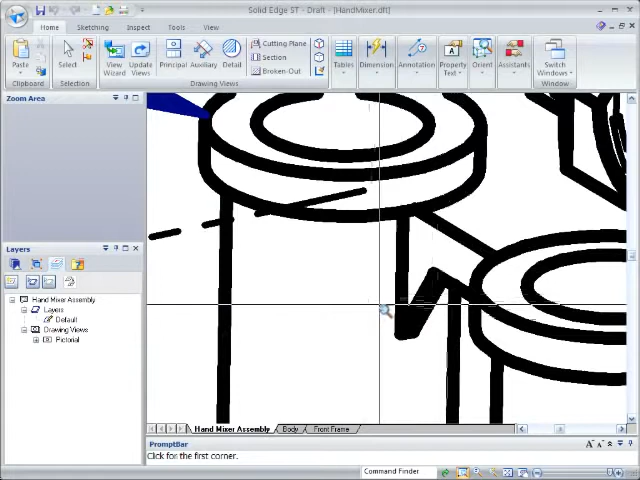 Solid Edge ST - Draft - [HandMixer.dft]
Home Sketching Inspect Tools View
Paste
Select
View Wizard
Update Views
Principal
Auxiliary
Detail
Cutting Plane
Section
Broken-Out
Tables
Dimension
Annotation
Property Text
Orient
Assistants
Switch Windows
Clipboard Selection Drawing Views Window
Zoom Area
Layers
Hand Mixer Assembly
Layers
Default
Drawing Views
Pictorial
Hand Mixer Assembly Body Front Frame
PromptBar
Click for the first corner.
Command Finder